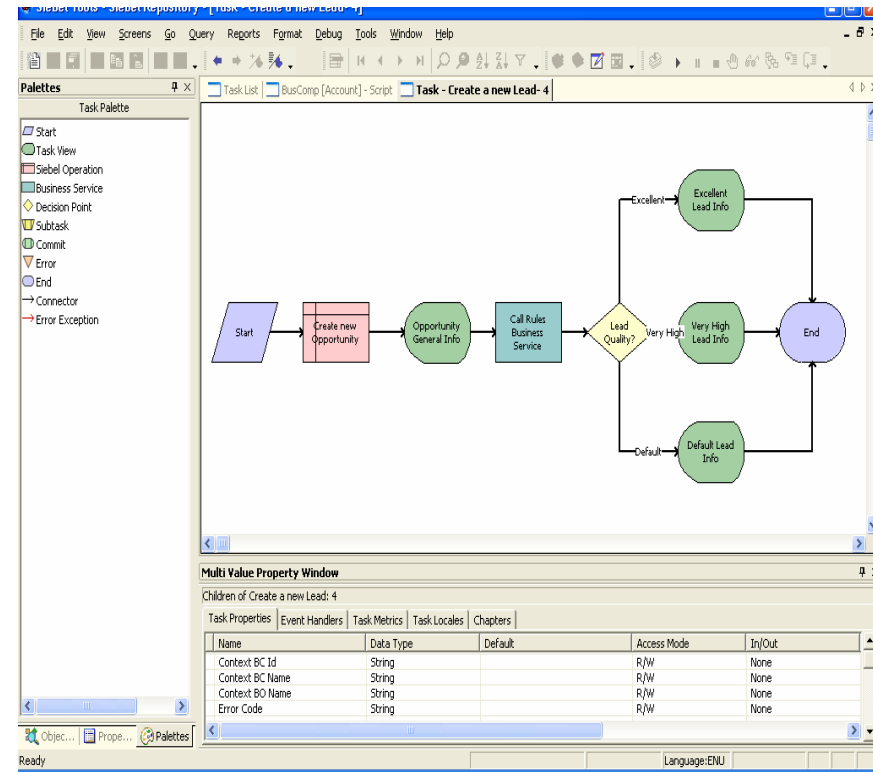 Siebel Tools - Siebel Repository - [Task - Create a new Lead- 4]
File Edit View Screens Go Query Reports Format Debug Tools Window Help
Palettes
Task Palette
Start
Task View
Siebel Operation
Business Service
Decision Point
Subtask
Commit
Error
End
Connector
Error Exception
Objec... Prope... Palettes
Task List BusComp [Account] - Script Task - Create a new Lead- 4
Excellent
Excellent
Lead Info
Start
Create new
Opportunity
Opportunity
General Info
Call Rules
Business
Service
Lead
Quality?
Very High
Very High
Lead Info
End
Default
Default Lead
Info
Multi Value Property Window
Children of Create a new Lead: 4
Task Properties Event Handlers Task Metrics Task Locales Chapters
Name Data Type Default Access Mode In/Out
Context BC Id String R/W None
Context BC Name String R/W None
Context BO Name String R/W None
Error Code String R/W None
Ready Language:ENU